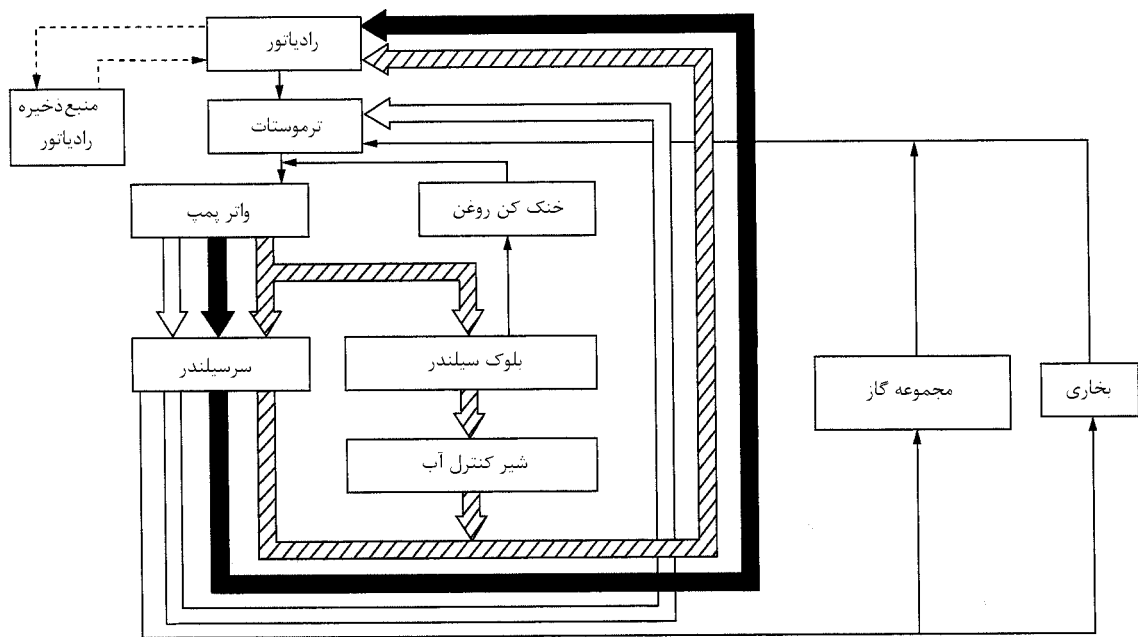 رادیاتور
منبع ذخیره
رادیاتور
ترموستات
واتر پمپ
خنک کن روغن
سرسیلندر
بلوک سیلندر
مجموعه گاز
بخاری
شیر کنترل آب